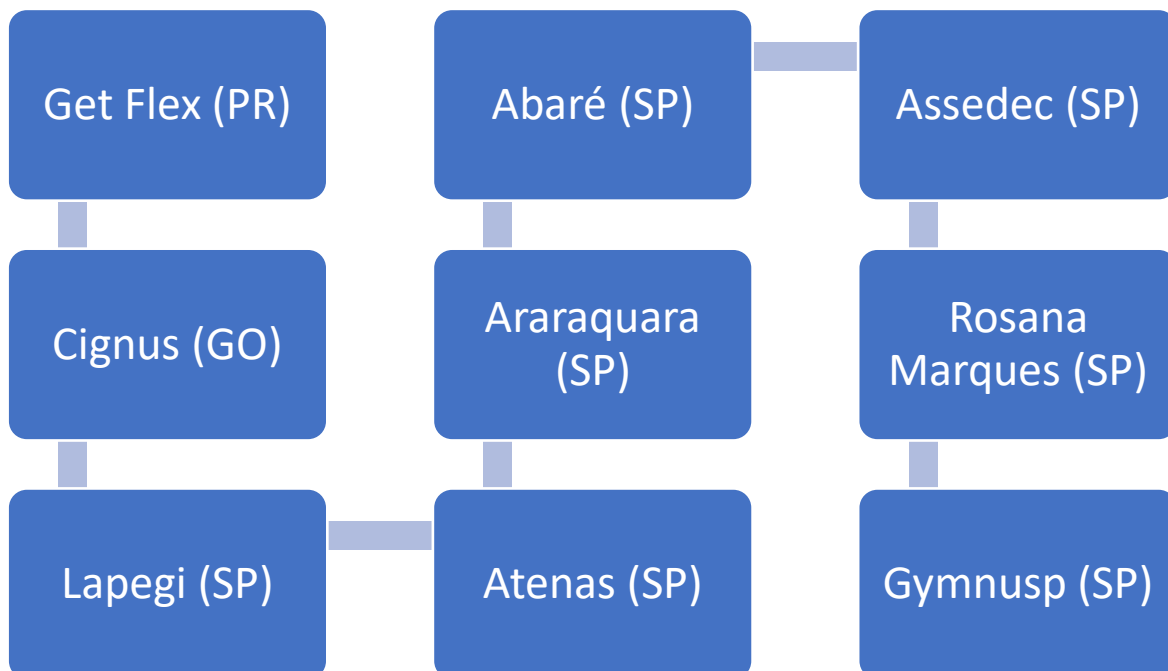 Get Flex (PR)
Cignus (GO)
Lapegi (SP)
Atenas (SP)
Araraquara
(SP)
Abaré (SP)
Assedec (SP)
Rosana
Marques (SP)
Gymnusp (SP)